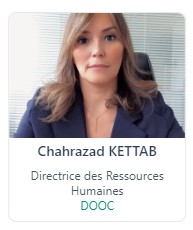 Chahrazad KETTAB
Directrice des Ressources
Humaines
DOOC